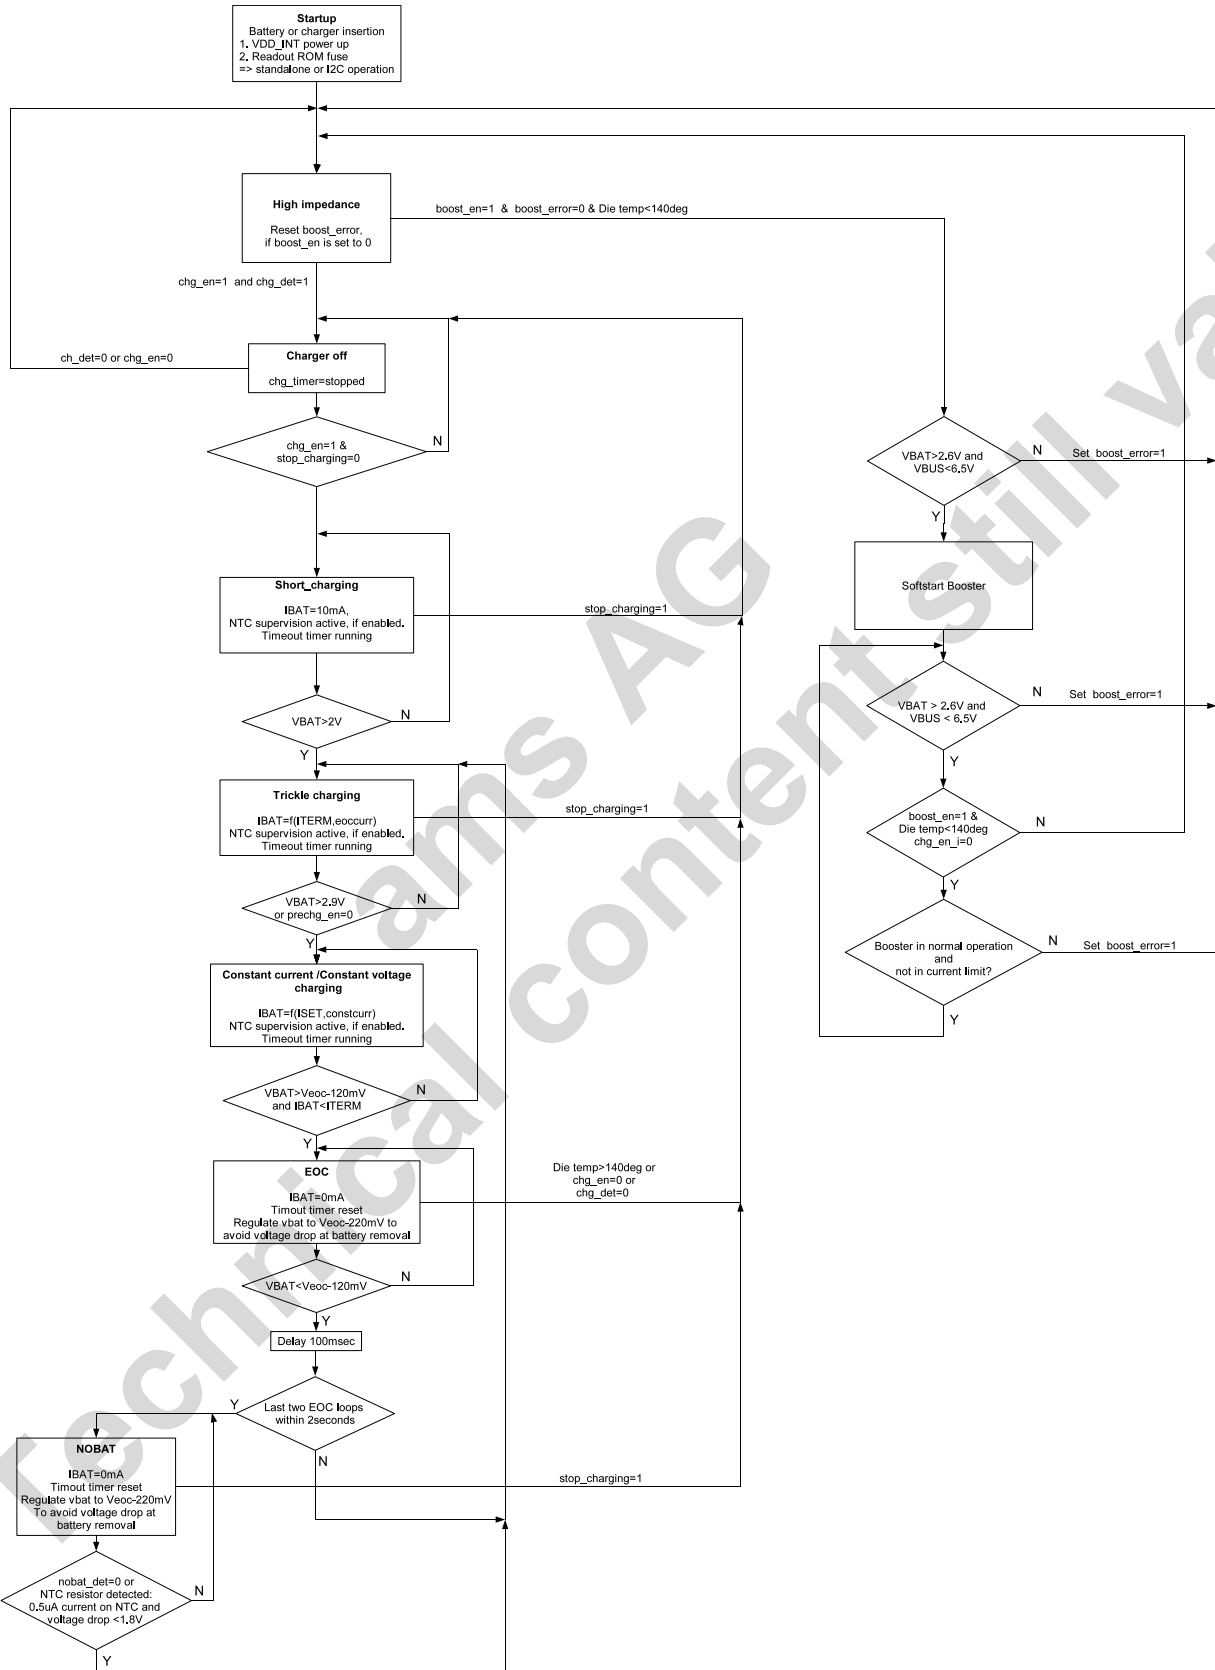 Startup
Battery or charger insertion
1. VDD_INT power up
2. Readout ROM fuse
=> standalone or I2C operation
High impedance
Reset boost_error,
if boost_en is set to 0
boost_en=1 & boost_error=0 & Die temp<140deg
chg_en=1 and chg_det=1
ch_det=0 or chg_en=0
Charger off
chg_timer=stopped
chg_en=1 &
stop_charging=0
N
VBAT>2.6V and
VBUS<6.5V
N
Set boost_error=1
Y
Softstart Booster
Short_charging
IBAT=10mA,
NTC supervision active, if enabled.
Timeout timer running
stop_charging=1
VBAT>2V
N
Y
VBAT > 2.6V and
VBUS < 6.5V
N
Set boost_error=1
Y
Trickle charging
IBAT=f(ITERM,eoccurr)
NTC supervision active, if enabled.
Timeout timer running
stop_charging=1
boost_en=1 &
Die temp<140deg
chg_en_i=0
N
Y
VBAT>2.9V
or prechg_en=0
N
Y
Booster in normal operation
and
not in current limit?
N
Set boost_error=1
Y
Constant current /Constant voltage
charging
IBAT=f(ISET,constcurr)
NTC supervision active, if enabled.
Timeout timer running
VBAT>Veoc-120mV
and IBAT<ITERM
N
Y
EOC
IBAT=0mA
Timout timer reset
Regulate vbat to Veoc-220mV to
avoid voltage drop at battery removal
Die temp>140deg or
chg_en=0 or
chg_det=0
VBAT<Veoc-120mV
N
Y
Delay 100msec
Last two EOC loops
within 2seconds
Y
N
NOBAT
IBAT=0mA
Timout timer reset
Regulate vbat to Veoc-220mV
To avoid voltage drop at
battery removal
stop_charging=1
nobat_det=0 or
NTC resistor detected:
0.5uA current on NTC and
voltage drop <1.8V
N
Y
ams AG
Technical content still va